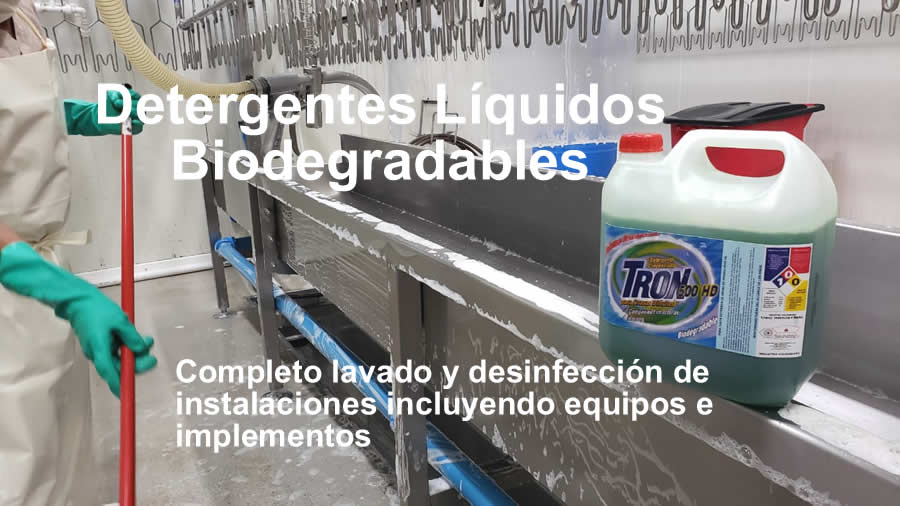 Detergentes Líquidos
Biodegradables
TRON
500 HD
Biodegradable
Completo lavado y desinfección de
instalaciones incluyendo equipos e
implementos